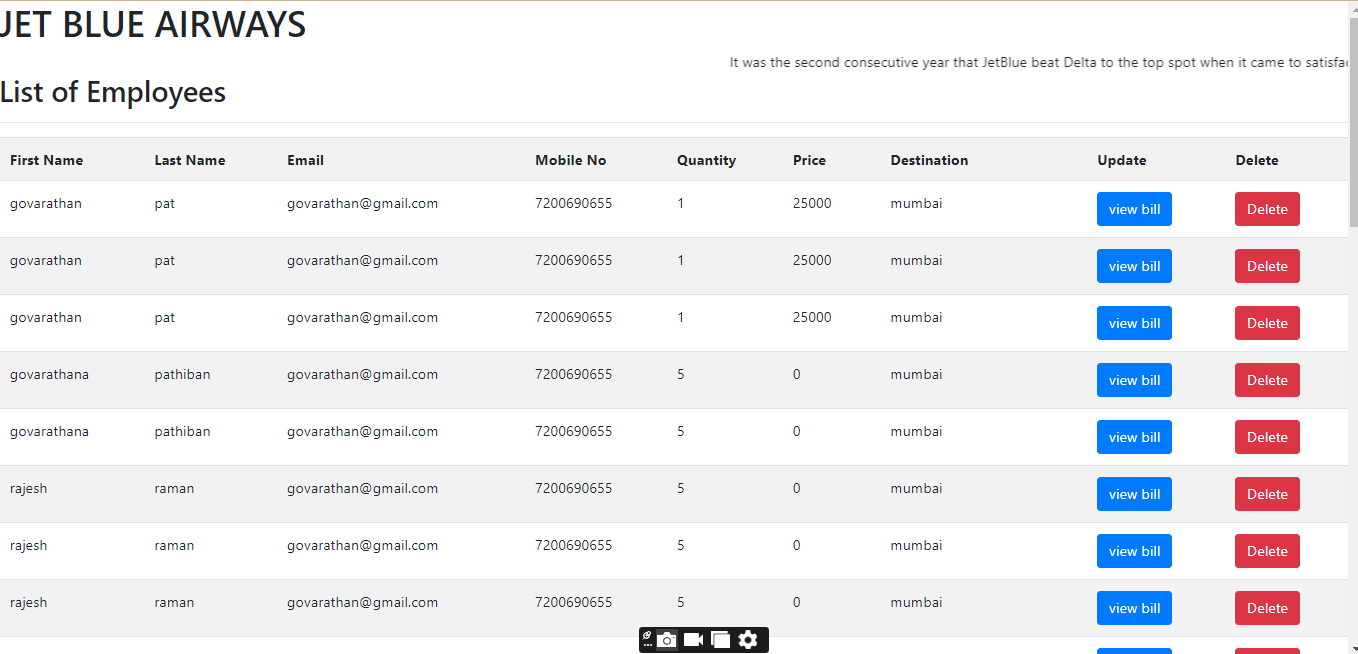 JET BLUE AIRWAYS
It was the second consecutive year that JetBlue beat Delta to the top spot when it came to
List of Employees
First Name Last Name Email Mobile No Quantity Price Destination Update Delete
govarathan pat govarathan@gmail.com 7200690655 1 25000 mumbai view bill Delete
govarathan pat govarathan@gmail.com 7200690655 1 25000 mumbai view bill Delete
govarathan pat govarathan@gmail.com 7200690655 1 25000 mumbai view bill Delete
govarathana pathiban govarathan@gmail.com 7200690655 5 0 mumbai view bill Delete
govarathana pathiban govarathan@gmail.com 7200690655 5 0 mumbai view bill Delete
rajesh raman govarathan@gmail.com 7200690655 5 0 mumbai view bill Delete
rajesh raman govarathan@gmail.com 7200690655 5 0 mumbai view bill Delete
rajesh raman govarathan@gmail.com 7200690655 5 0 mumbai view bill Delete